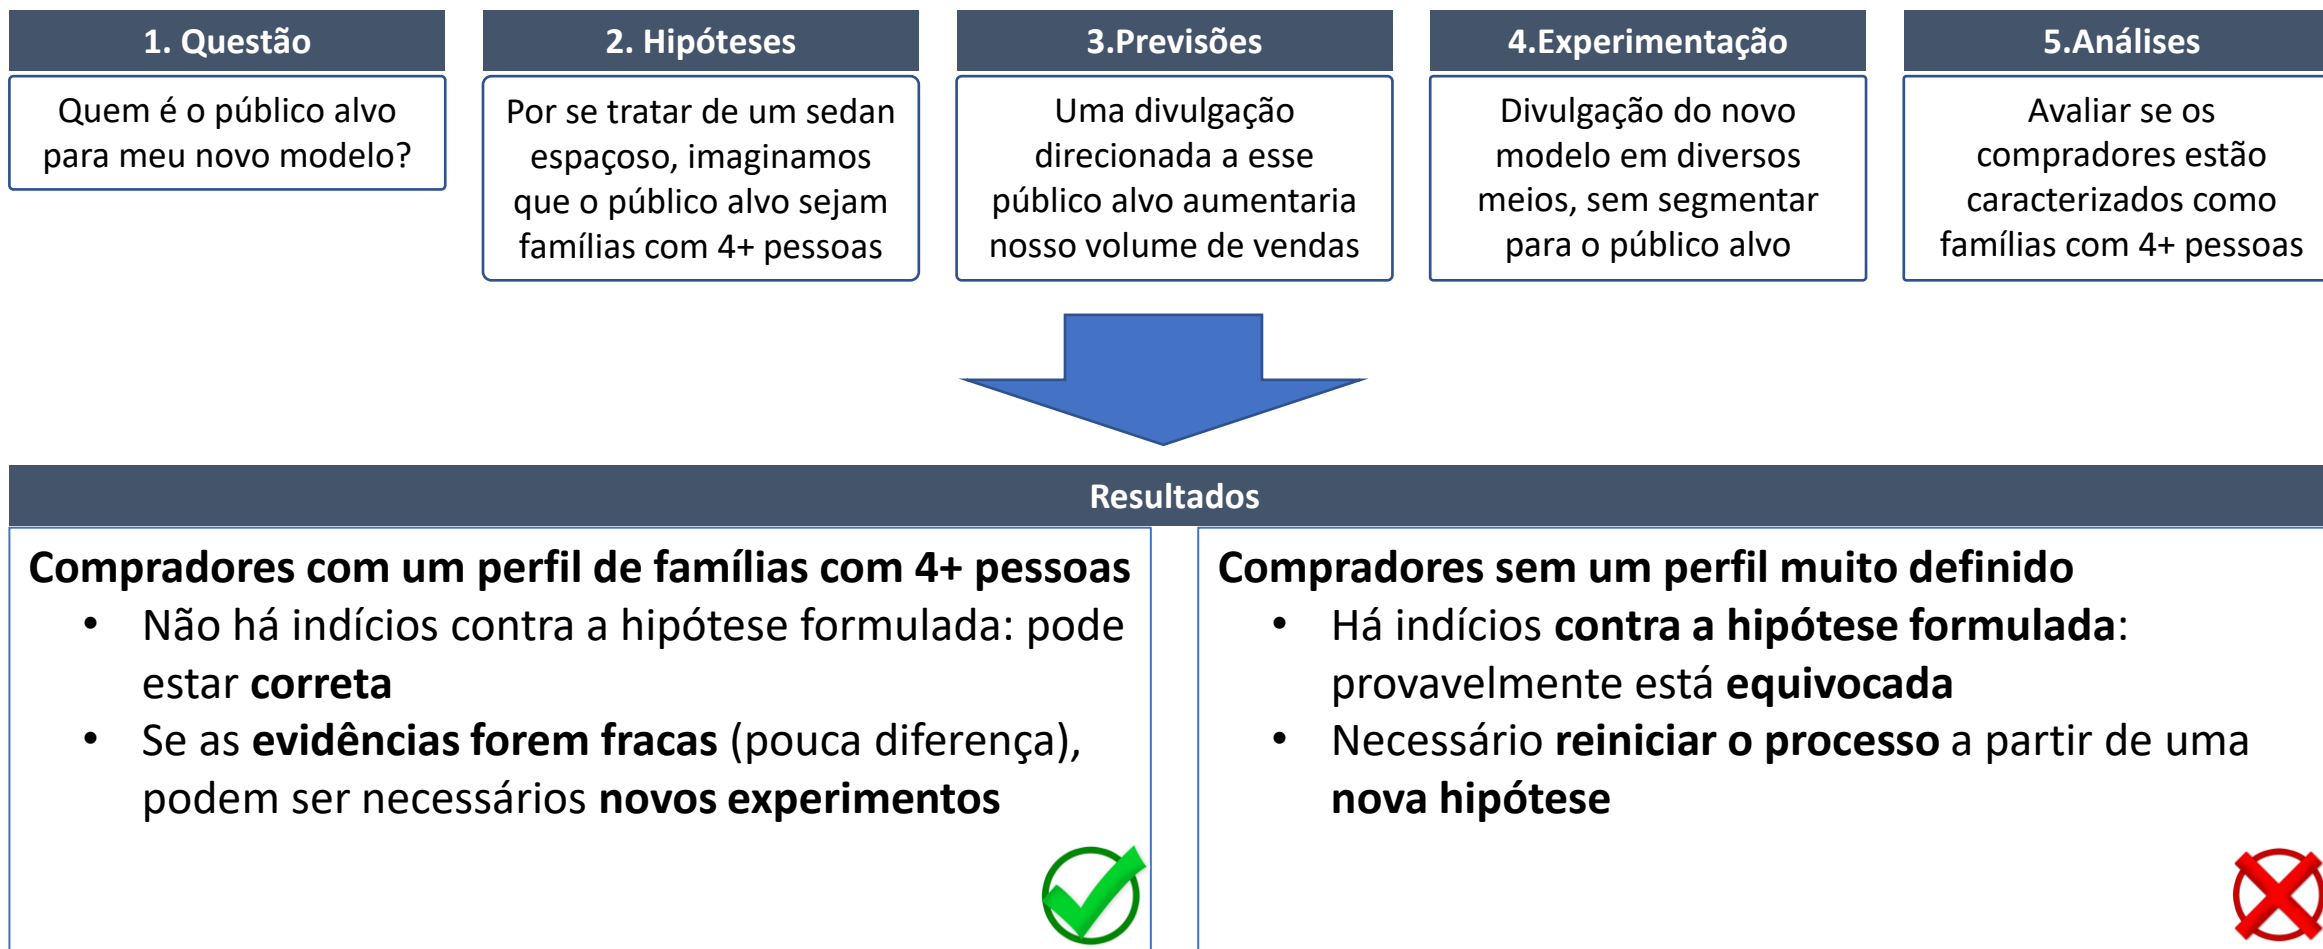 1. Questão
Quem é o público alvo
para meu novo modelo?
2. Hipóteses
Por se tratar de um sedan
espaçoso, imaginamos
que o público alvo sejam
famílias com 4+ pessoas
3.Previsões
Uma divulgação
direcionada a esse
público alvo aumentaria
nosso volume de vendas
4.Experimentação
Divulgação do novo
modelo em diversos
meios, sem segmentar
para o público alvo
5.Análises
Avaliar se os
compradores estão
caracterizados como
famílias com 4+ pessoas
Resultados
Compradores com um perfil de famílias com 4+ pessoas
• Não há indícios contra a hipótese formulada: pode
estar correta
• Se as evidências forem fracas (pouca diferença),
podem ser necessários novos experimentos
Compradores sem um perfil muito definido
• Há indícios contra a hipótese formulada:
provavelmente está equivocada
• Necessário reiniciar o processo a partir de uma
nova hipótese